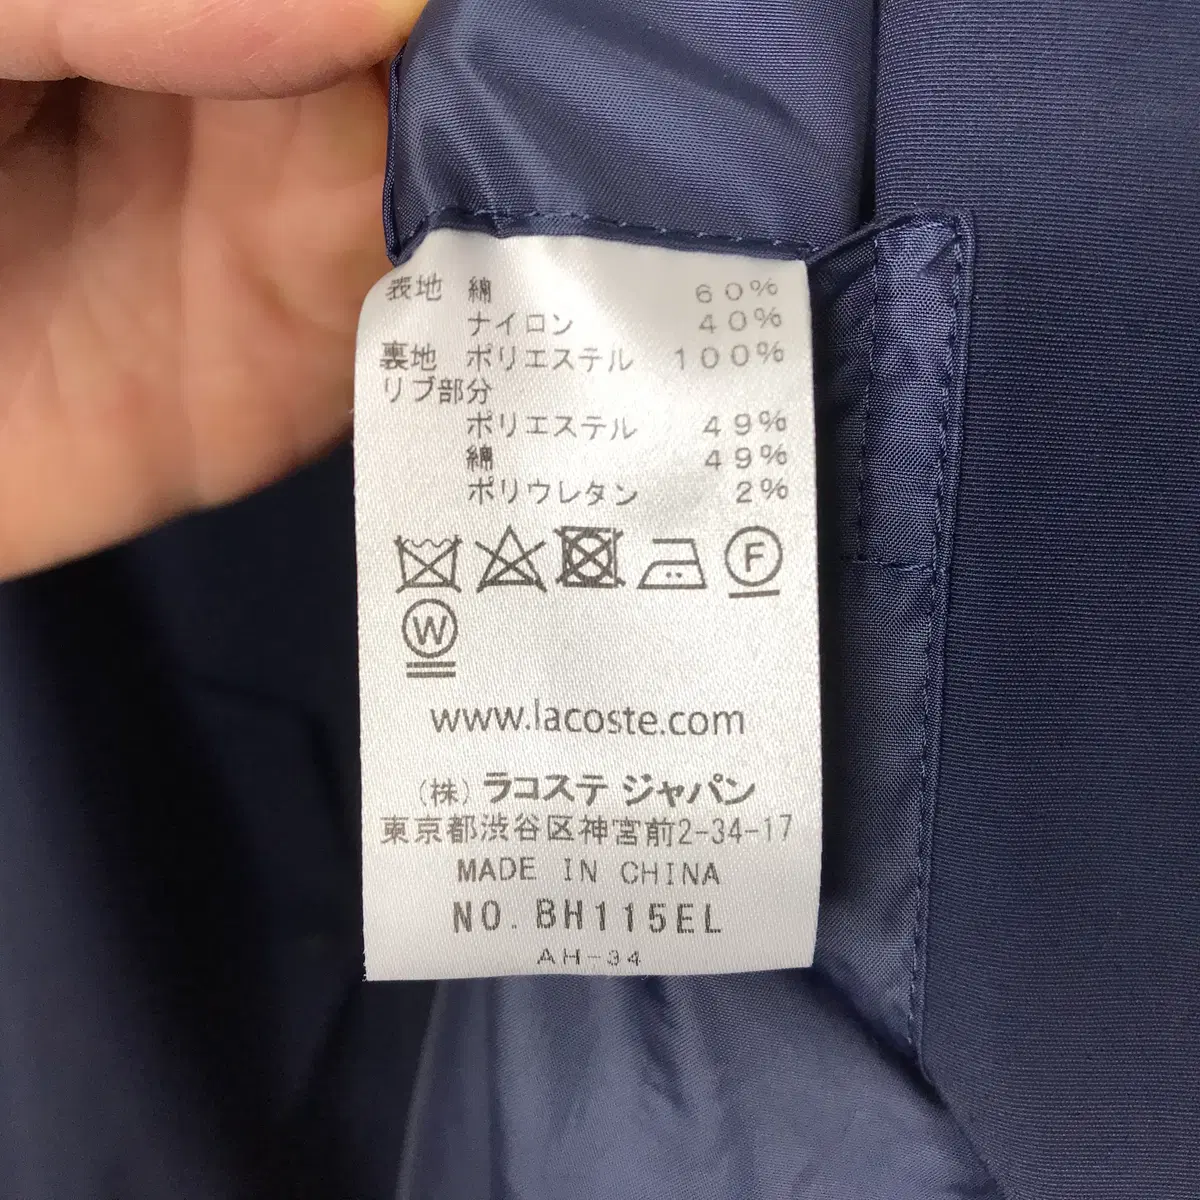 表地 綿 60%
ナイロン 40%
裏地 ポリエステル 100%
リブ部分
ポリエステル 49%
綿 49%
ポリウレタン 2%
F
W
www.lacoste.com
(株) ラコステ ジャパン
東京都渋谷区神宮前2-34-17
MADE IN CHINA
NO. BH115EL
AH-34